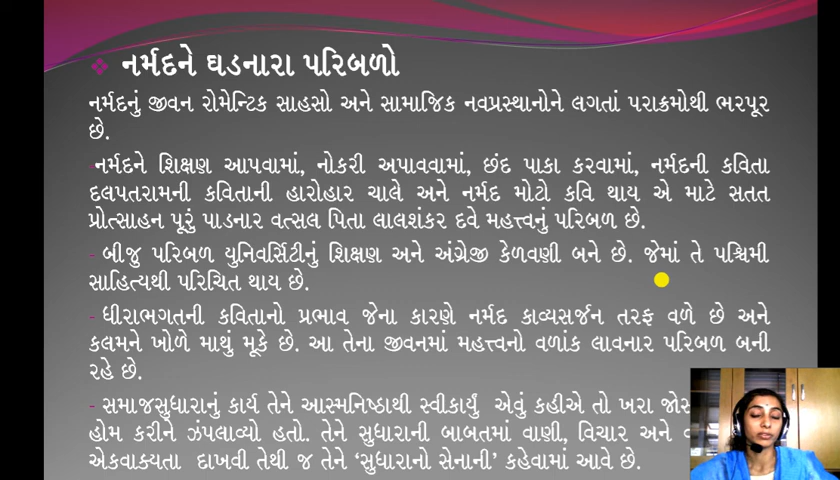 નર્મદને ઘડનારા પરિબળો
નર્મદનું જીવન રોમેન્ટિક સાહસો અને સામાજિક નવપ્રસ્થાનોને લગતાં પરાક્રમોથી ભરપૂર
છે.
-નર્મદને શિક્ષણ આપવામાં, નોકરી અપાવવામાં, છંદ પાકા કરવામાં, નર્મદની કવિતા
દલપતરામની કવિતાની હારોહાર ચાલે અને નર્મદ મોટો કવિ થાય એ માટે સતત
પ્રોત્સાહન પૂરું પાડનાર વત્સલ પિતા લાલશંકર દવે મહત્ત્વનું પરિબળ છે.
- બીજુ પરિબળ યુનિવર્સિટીનું શિક્ષણ અને અંગ્રેજી કેળવણી બને છે. જેમાં તે પશ્ચિમી
સાહિત્યથી પરિચિત થાય છે.
- ધીરાભગતની કવિતાનો પ્રભાવ જેના કારણે નર્મદ કાવ્યસર્જન તરફ વળે છે અને
કલમને ખોળે માથું મૂકે છે. આ તેના જીવનમાં મહત્ત્વનો વળાંક લાવનાર પરિબળ બની
રહે છે.
- સમાજસુધારાનું કાર્ય તેને આસ્મનિષ્ઠાથી સ્વીકાર્યું એવું કહીએ તો ખરા જોસ
હોમ કરીને ઝંપલાવ્યો હતો. તેને સુધારાની બાબતમાં વાણી, વિચાર અને
એકવાક્યતા દાખવી તેથી જ તેને ‘સુધારાનો સેનાની’ કહેવામાં આવે છે.